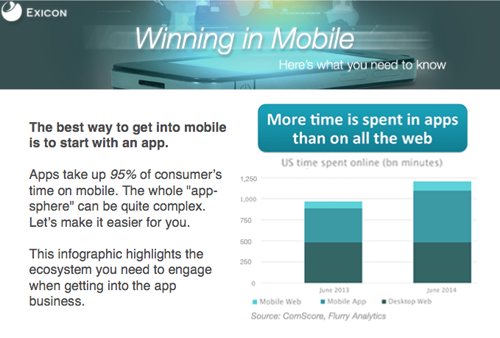 EXICON
Winning in Mobile
Here's what you need to know
The best way to get into mobile
is to start with an app.
Apps take up 95% of consumer's
time on mobile. The whole "app-
sphere" can be quite complex.
Let's make it easier for you.
This infographic highlights the
ecosystem you need to engage
when getting into the app
business.
More time is spent in apps
than on all the web
US time spent online (bn minutes)
1,250
1,000
750
500
250
0
June 2013 June 2014
Mobile Web Mobile App Desktop Web
Source: ComScore, Flurry Analytics